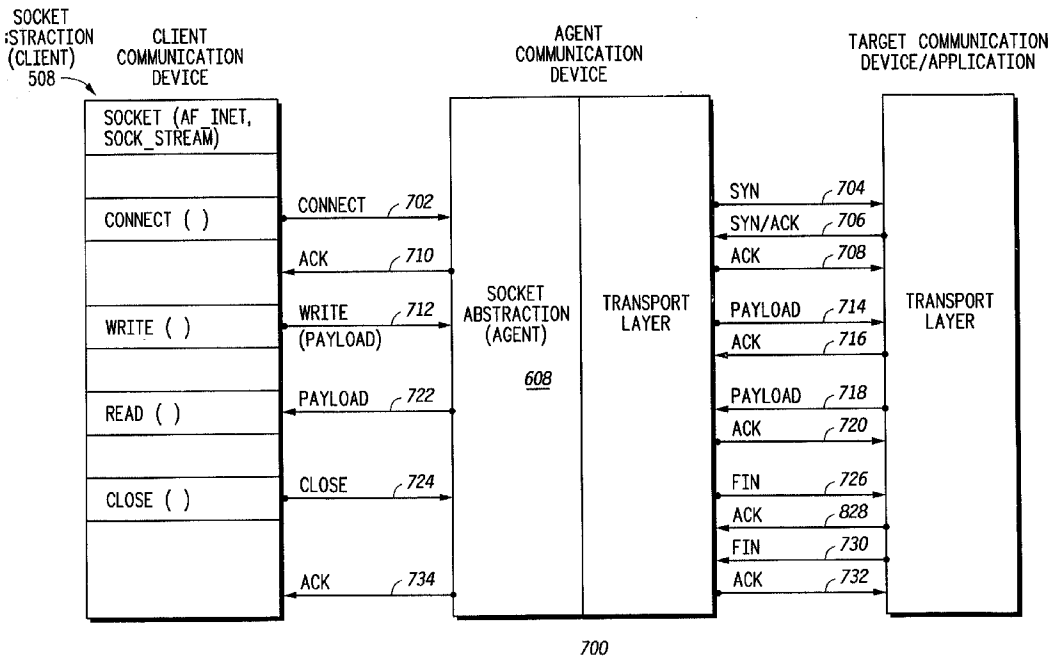 SOCKET
STRACTION
(CLIENT)
508
CLIENT
COMMUNICATION
DEVICE
AGENT
COMMUNICATION
DEVICE
TARGET COMMUNICATION
DEVICE/APPLICATION
SOCKET (AF_INET,
SOCK_STREAM)
CONNECT ( )
WRITE ( )
READ ( )
CLOSE ( )
CONNECT 702
ACK 710
WRITE 712
(PAYLOAD)
PAYLOAD 722
CLOSE 724
ACK 734
SOCKET
ABSTRACTION
(AGENT)
608
TRANSPORT
LAYER
SYN 704
SYN/ACK 706
ACK 708
PAYLOAD 714
ACK 716
PAYLOAD 718
ACK 720
FIN 726
ACK 828
FIN 730
ACK 732
TRANSPORT
LAYER
700